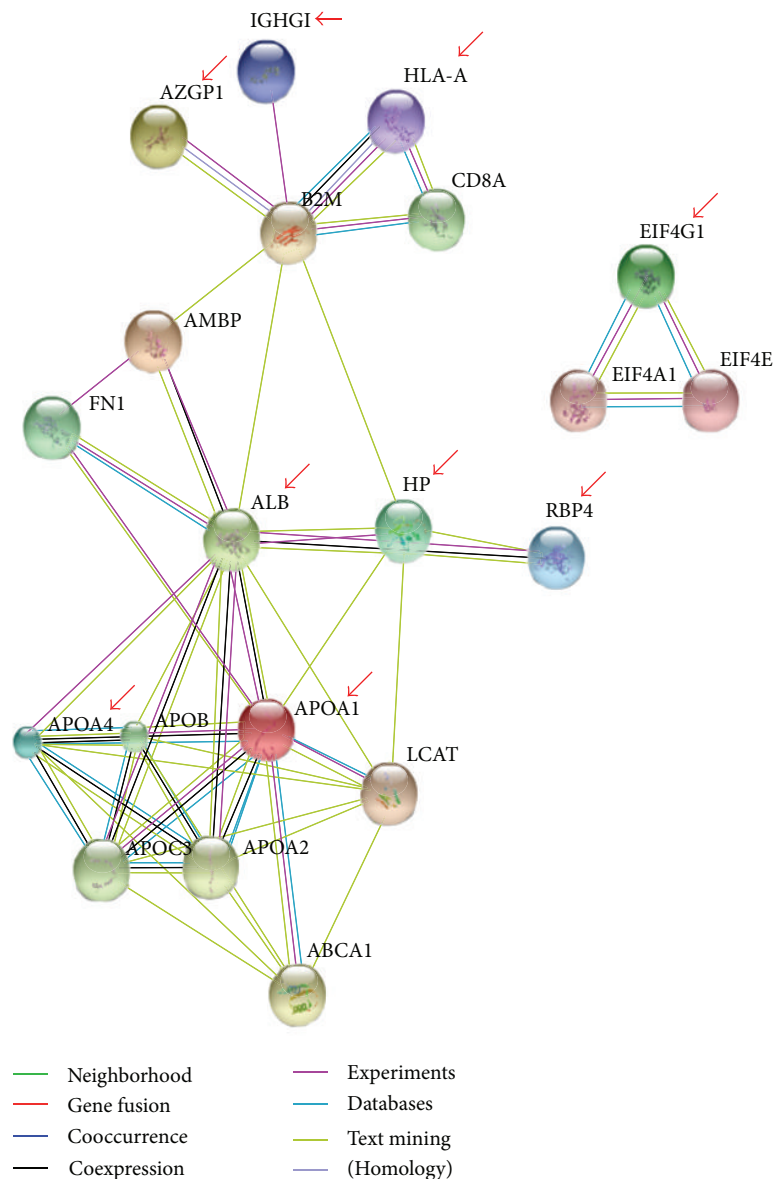 IGHGI
HLA-A
AZGP1
CD8A
B2M
EIF4G1
AMBP
EIF4A1
EIF4E
FN1
ALB
HP
RBP4
APOA4
APOB
APOA1
LCAT
APOC3
APOA2
ABCA1
Neighborhood
Gene fusion
Cooccurrence
Coexpression
Experiments
Databases
Text mining
(Homology)